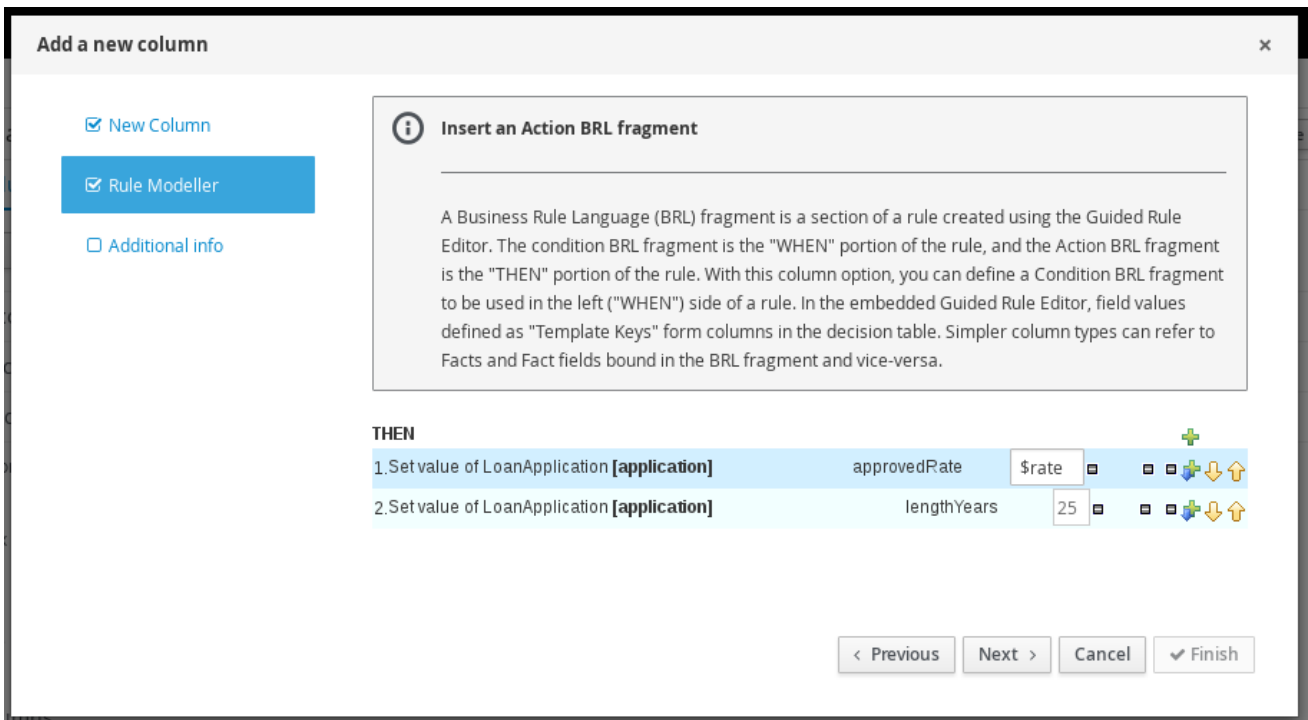 Add a new column
×
New Column
Rule Modeller
Additional info
Insert an Action BRL fragment
A Business Rule Language (BRL) fragment is a section of a rule created using the Guided Rule
Editor. The condition BRL fragment is the "WHEN" portion of the rule, and the Action BRL fragment
is the "THEN" portion of the rule. With this column option, you can define a Condition BRL fragment
to be used in the left ("WHEN") side of a rule. In the embedded Guided Rule Editor, field values
defined as "Template Keys" form columns in the decision table. Simpler column types can refer to
Facts and Fact fields bound in the BRL fragment and vice-versa.
THEN
1.Set value of LoanApplication [application] approvedRate $rate
2.Set value of LoanApplication [application] lengthYears 25
< Previous Next > Cancel Finish